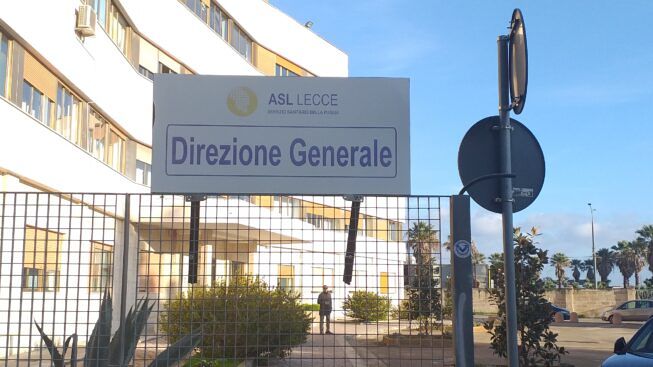 ASL LECCE
SERVIZIO SANITARIO DELLA PUGLIA
Direzione Generale